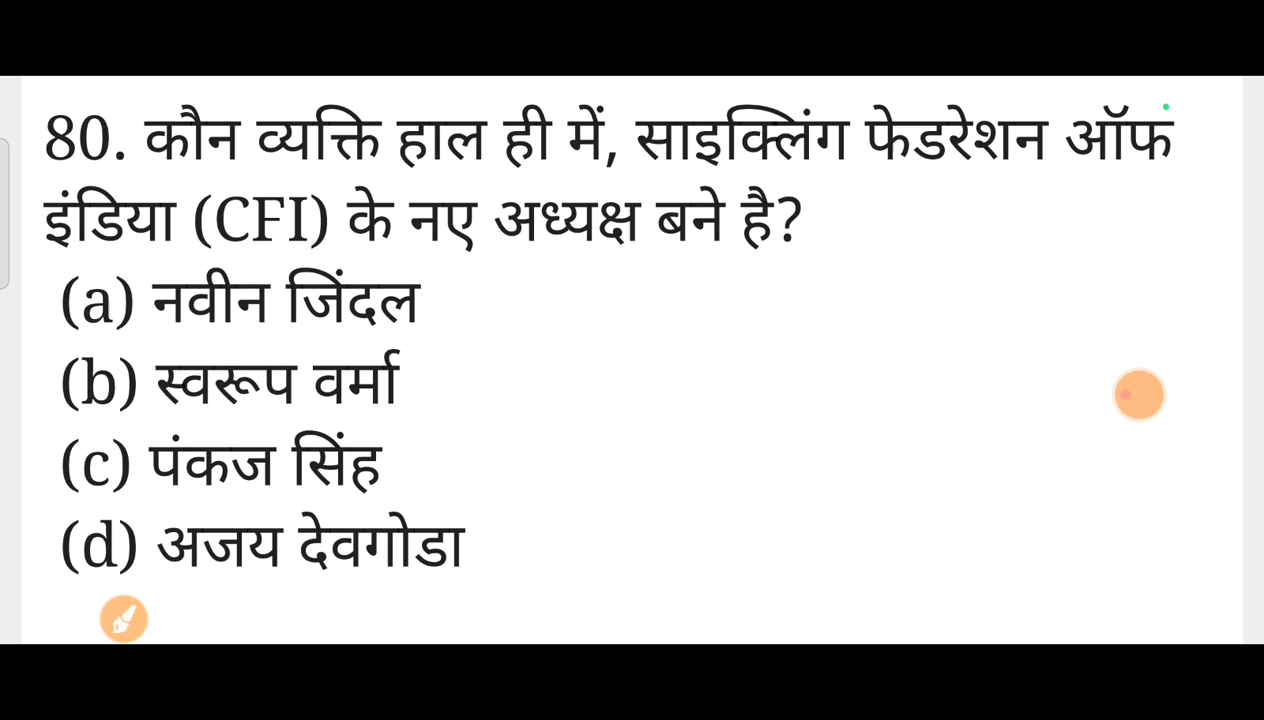 80. कौन व्यक्ति हाल ही में, साइक्लिंग फेडरेशन ऑफ
इंडिया (CFI) के नए अध्यक्ष बने है?
(a) नवीन जिंदल
(b) स्वरूप वर्मा
(c) पंकज सिंह
(d) अजय देवगोडा